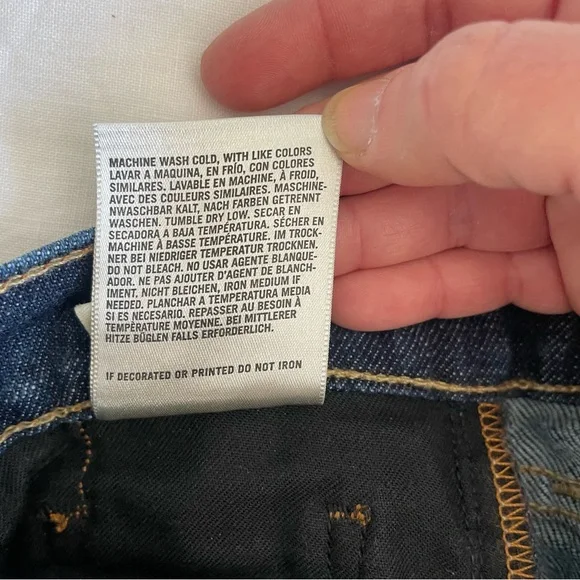 MACHINE WASH COLD, WITH LIKE COLORS
LAVAR A MAQUINA, EN FRÍO, CON COLORES
SIMILARES. LAVABLE EN MACHINE, À FROID,
AVEC DES COULEURS SIMILAIRES. MASCHINE-
NWASCHBAR KALT, NACH FARBEN GETRENNT
WASCHEN. TUMBLE DRY LOW. SECAR EN
SECADORA A BAJA TEMPERATURA. SÉCHER EN
MACHINE À BASSE TEMPÉRATURE. IM TROCK-
NER BEI NIEDRIGER TEMPERATUR TROCKNEN.
DO NOT BLEACH. NO USAR AGENTE BLANQUE-
ADOR. NE PAS AJOUTER D'AGENT DE BLANCH-
IMENT. NICHT BLEICHEN, IRON MEDIUM IF
NEEDED. PLANCHAR A TEMPERATURA MEDIA
SI ES NECESARIO. REPASSER AU BESOIN À
TEMPÉRATURE MOYENNE. BEI MITTLERER
HITZE BÜGLEN FALLS ERFORDERLICH.
IF DECORATED OR PRINTED DO NOT IRON